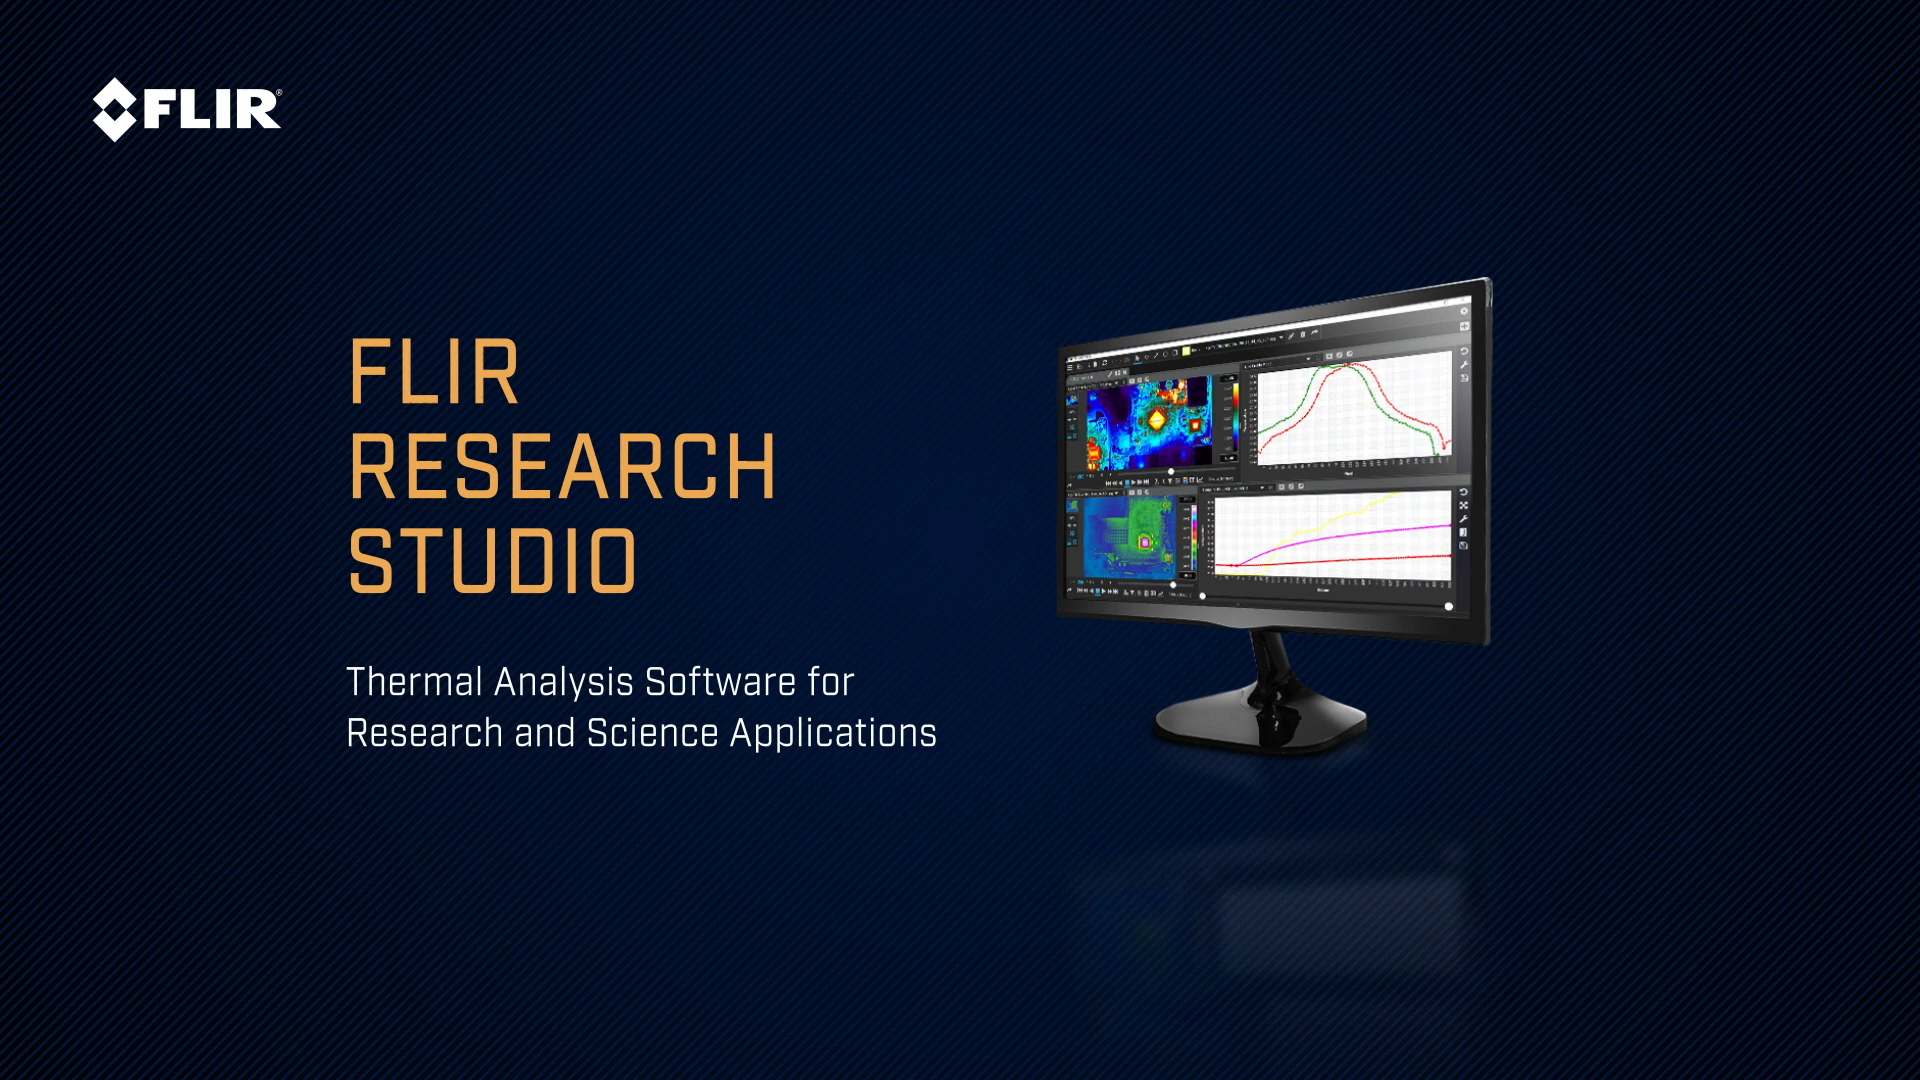 FLIR®
FLIR
RESEARCH
STUDIO
Thermal Analysis Software for
Research and Science Applications